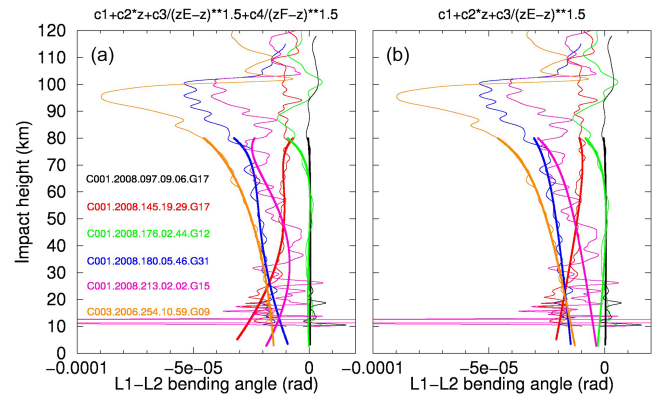 c1+c2*z+c3/(zE−z)**1.5+c4/(zF−z)**1.5
c1+c2*z+c3/(zE−z)**1.5
(a)
(b)
120
110
100
90
80
70
60
50
40
30
20
10
0
Impact height (km)
C001.2008.097.09.06.G17
C001.2008.145.19.29.G17
C001.2008.176.02.44.G12
C001.2008.180.05.46.G31
C001.2008.213.02.02.G15
C003.2006.254.10.59.G09
−0.0001 −5e−05 0
−0.0001 −5e−05 0
L1−L2 bending angle (rad)
L1−L2 bending angle (rad)